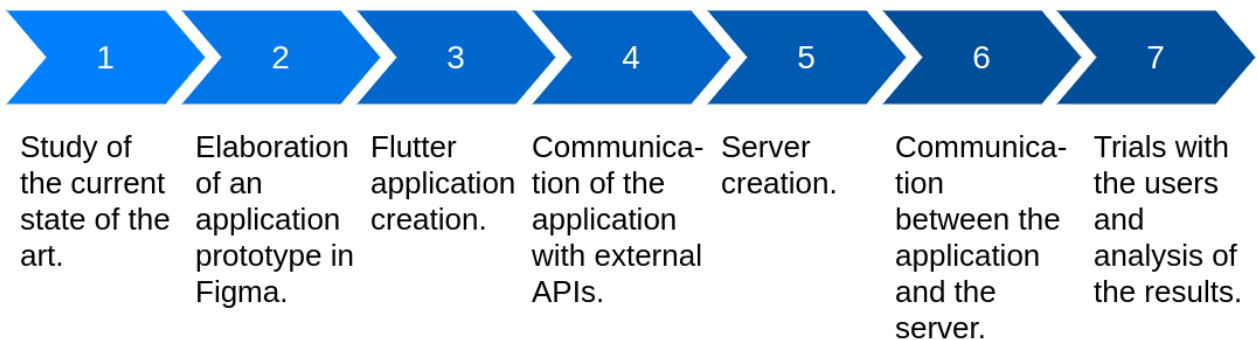 1
2
3
4
5
6
7
Study of
the current
state of the
art.
Elaboration
of an
application
prototype in
Figma.
Flutter
application
creation.
Communica-
tion of the
application
with external
APIs.
Server
creation.
Communica-
tion
between the
application
and the
server.
Trials with
the users
and
analysis of
the results.